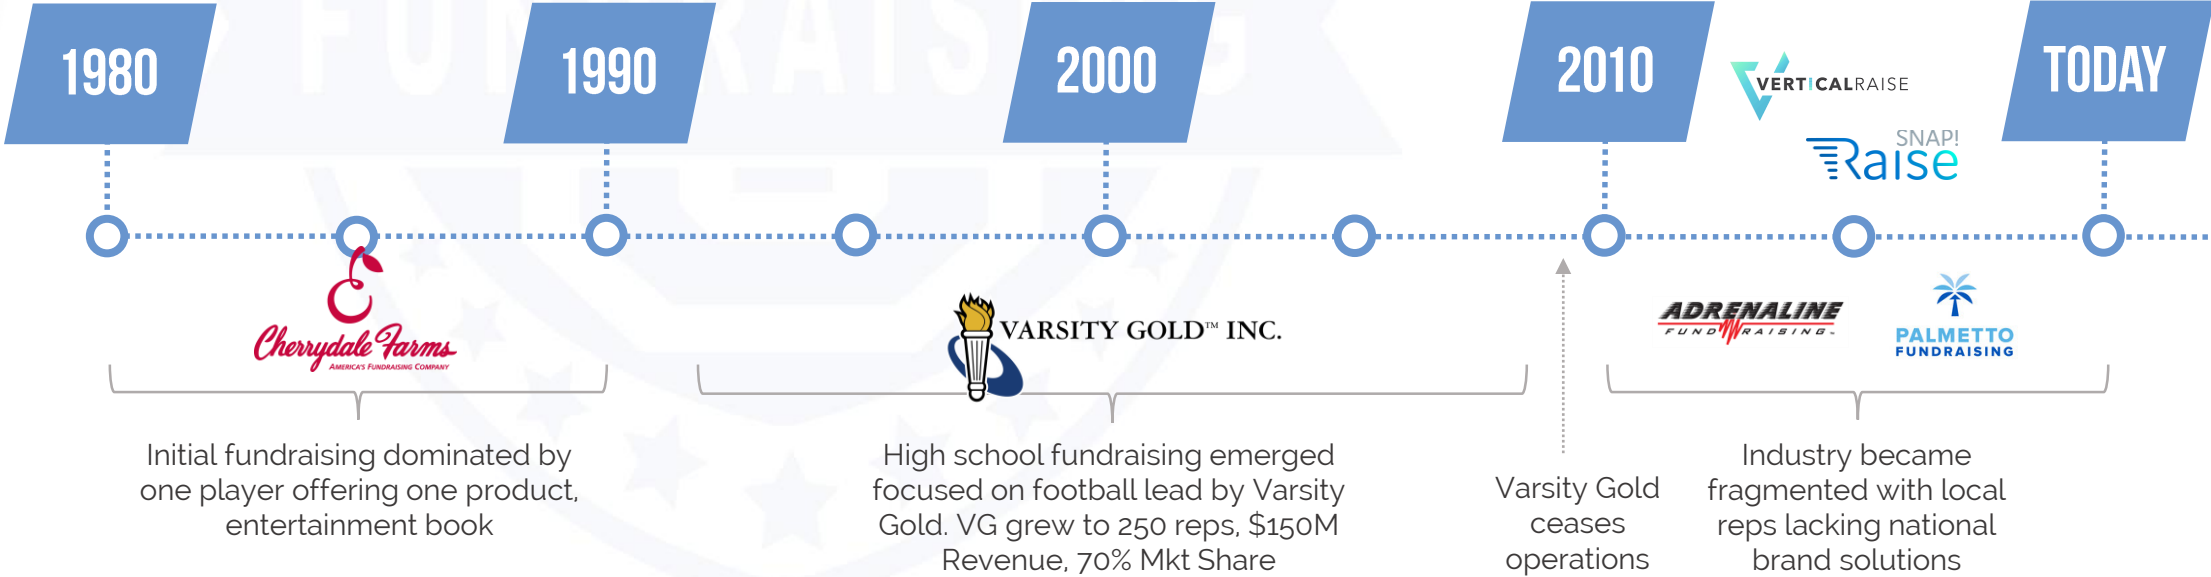 FUNDRAISING
1980
1990
2000
2010
TODAY
VERTICALRAISE
SNAP!
Raise
Cherrydale Farms
AMERICA'S FUNDRAISING COMPANY
VARSITY GOLD™ INC.
ADRENALINE
FUNDRAISING™
PALMETTO
FUNDRAISING
Initial fundraising dominated by
one player offering one product,
entertainment book
High school fundraising emerged
focused on football lead by Varsity
Gold. VG grew to 250 reps, $150M
Revenue, 70% Mkt Share
Varsity Gold
ceases
operations
Industry became
fragmented with local
reps lacking national
brand solutions